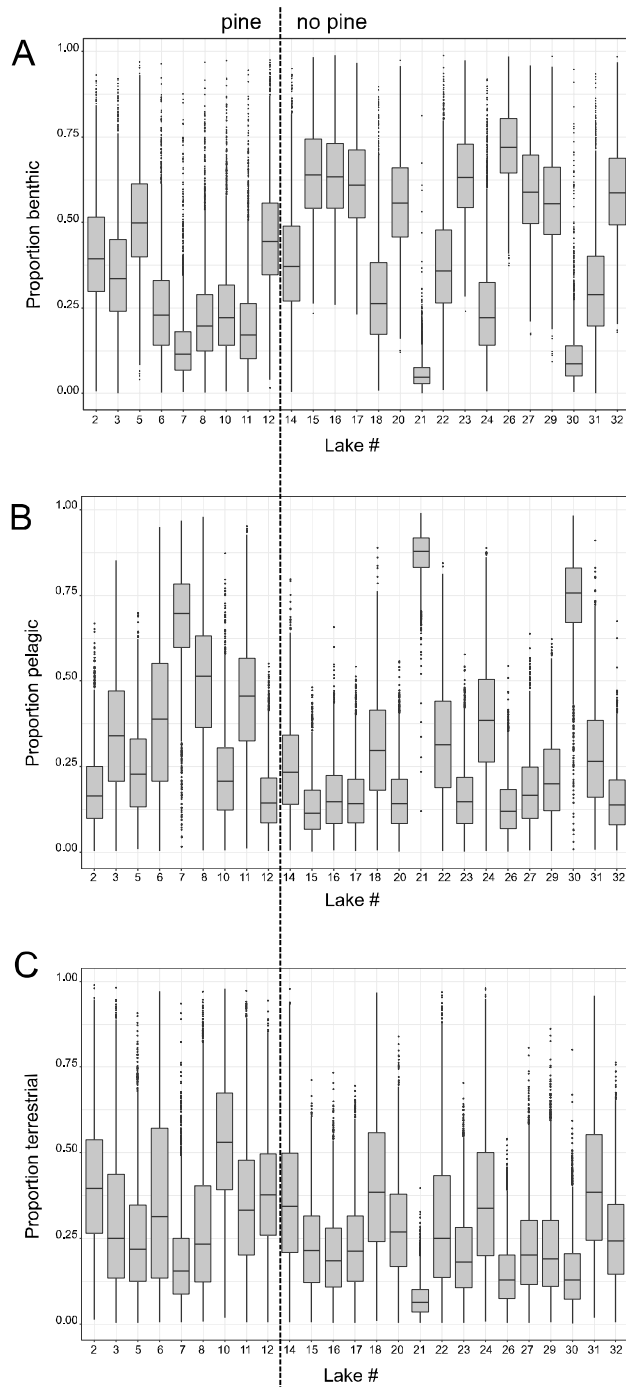 pine no pine
A
1.00
0.75
0.50
0.25
0.00
Proportion benthic
2 3 5 6 7 8 10 11 12 14 15 16 17 18 20 21 22 23 24 26 27 29 30 31 32
Lake #
B
1.00
0.75
0.50
0.25
0.00
Proportion pelagic
2 3 5 6 7 8 10 11 12 14 15 16 17 18 20 21 22 23 24 26 27 29 30 31 32
Lake #
C
1.00
0.75
0.50
0.25
0.00
Proportion terrestrial
2 3 5 6 7 8 10 11 12 14 15 16 17 18 20 21 22 23 24 26 27 29 30 31 32
Lake #